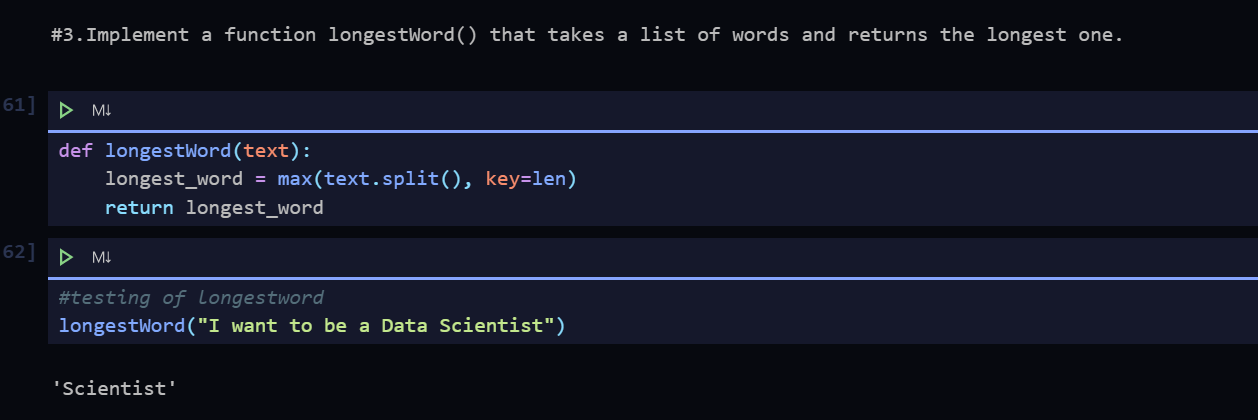 #3.Implement a function longestWord() that takes a list of words and returns the longest one.
61]
M↓
def longestWord(text):
    longest_word = max(text.split(), key=len)
    return longest_word
62]
M↓
#testing of longestword
longestWord("I want to be a Data Scientist")
'Scientist'